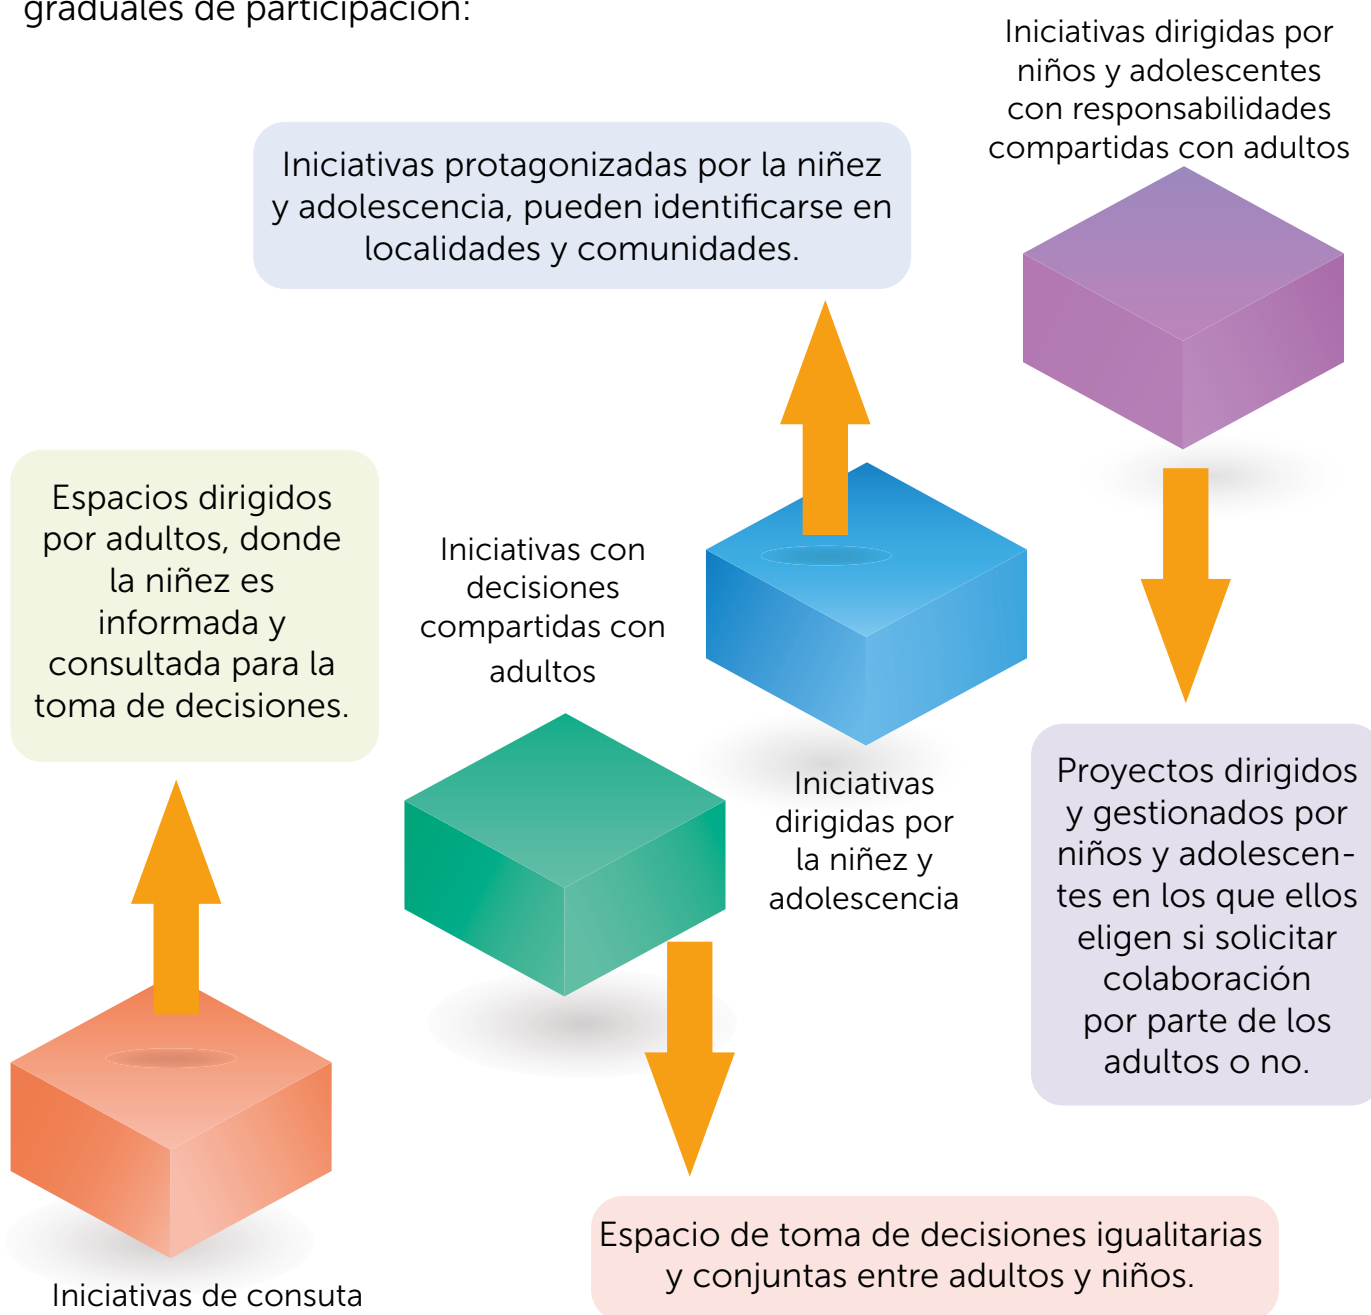 graduales de participación:
Iniciativas dirigidas por
niños y adolescentes
con responsabilidades
compartidas con adultos
Iniciativas protagonizadas por la niñez
y adolescencia, pueden identificarse en
localidades y comunidades.
Espacios dirigidos
por adultos, donde
la niñez es
informada y
consultada para la
toma de decisiones.
Iniciativas con
decisiones
compartidas con
adultos
Iniciativas
dirigidas por
la niñez y
adolescencia
Proyectos dirigidos
y gestionados por
niños y adolescen-
tes en los que ellos
eligen si solicitar
colaboración
por parte de los
adultos o no.
Espacio de toma de decisiones igualitarias
y conjuntas entre adultos y niños.
Iniciativas de consuta